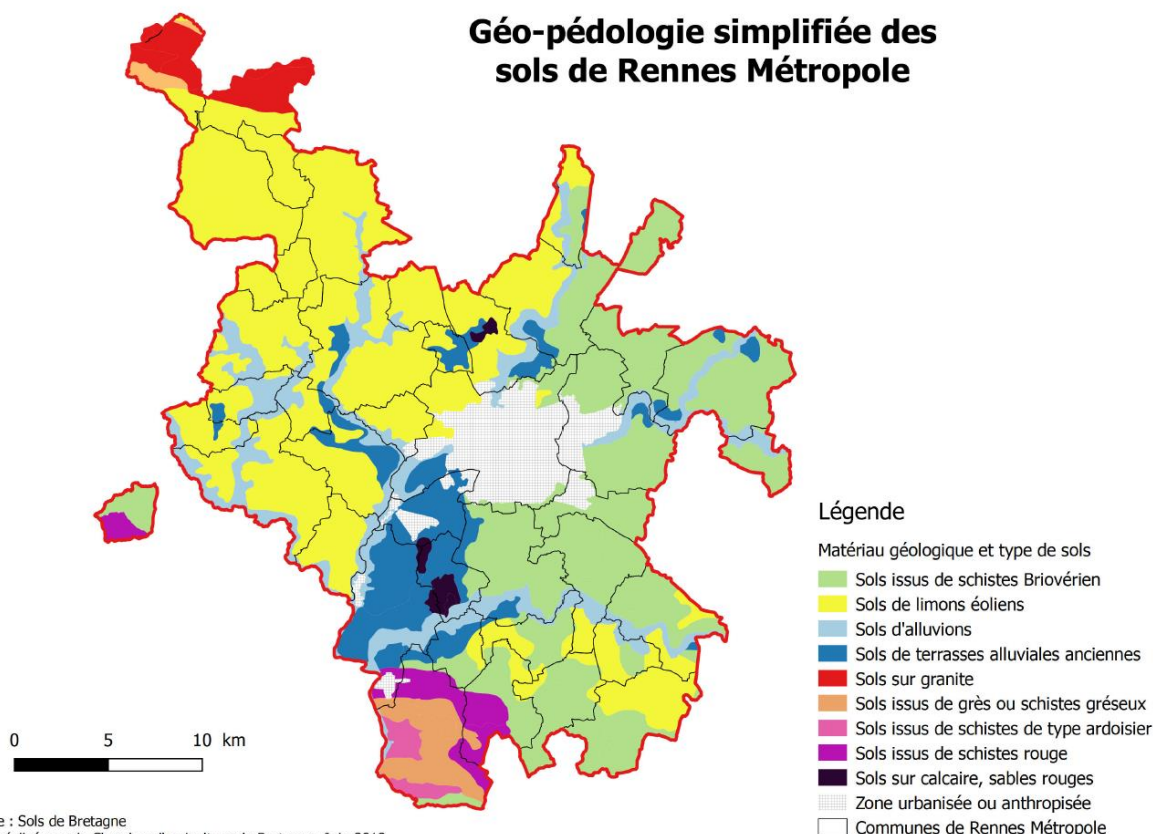 Géo-pédologie simplifiée des
sols de Rennes Métropole
Légende
Matériau géologique et type de sols
Sols issus de schistes Briovérien
Sols de limons éoliens
Sols d'alluvions
Sols de terrasses alluviales anciennes
Sols sur granite
Sols issus de grès ou schistes gréseux
Sols issus de schistes de type ardoisier
Sols issus de schistes rouge
Sols sur calcaire, sables rouges
Zone urbanisée ou anthropisée
Communes de Rennes Métropole
0 5 10 km
e : Sols de Bretagne